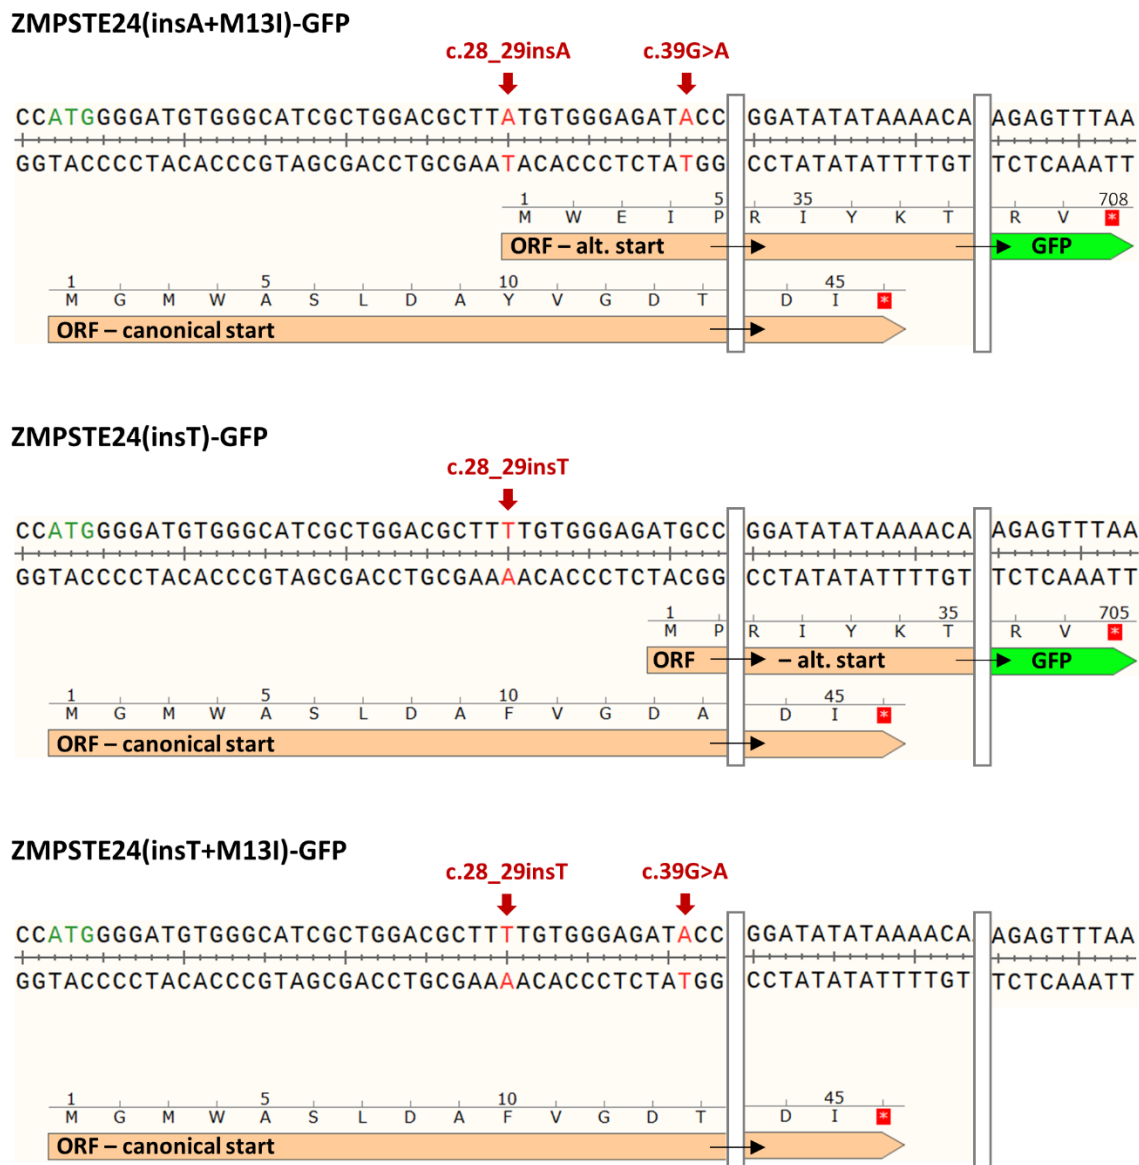 ZMPSTE24(insA+M13I)-GFP
c.28_29insA c.39G>A
CCATGGGGATGTGGGCATCGCTGGACGCTTATGTGGGAGATACC GGATATATAAAACA AGAGTTTAA
GGTACCCCTACACCCGTAGCGACCTGCGAATACACCCTCTATGG CCTATATATTTTGT TCTCAAATT
1 5 35 708
M W E I P R I Y K T R V *
ORF – alt. start GFP
1 5 10 45
M G M W A S L D A Y V G D T D I *
ORF – canonical start
ZMPSTE24(insT)-GFP
c.28_29insT
CCATGGGGATGTGGGCATCGCTGGACGCTTTTGTGGGAGATGCC GGATATATAAAACA AGAGTTTAA
GGTACCCCTACACCCGTAGCGACCTGCGAAAACACCCTCTACGG CCTATATATTTTGT TCTCAAATT
1 35 705
M P R I Y K T R V *
ORF – alt. start GFP
1 5 10 45
M G M W A S L D A F V G D A D I *
ORF – canonical start
ZMPSTE24(insT+M13I)-GFP
c.28_29insT c.39G>A
CCATGGGGATGTGGGCATCGCTGGACGCTTTTGTGGGAGATACC GGATATATAAAACA AGAGTTTAA
GGTACCCCTACACCCGTAGCGACCTGCGAAAACACCCTCTATGG CCTATATATTTTGT TCTCAAATT
1 5 10 45
M G M W A S L D A F V G D T D I *
ORF – canonical start